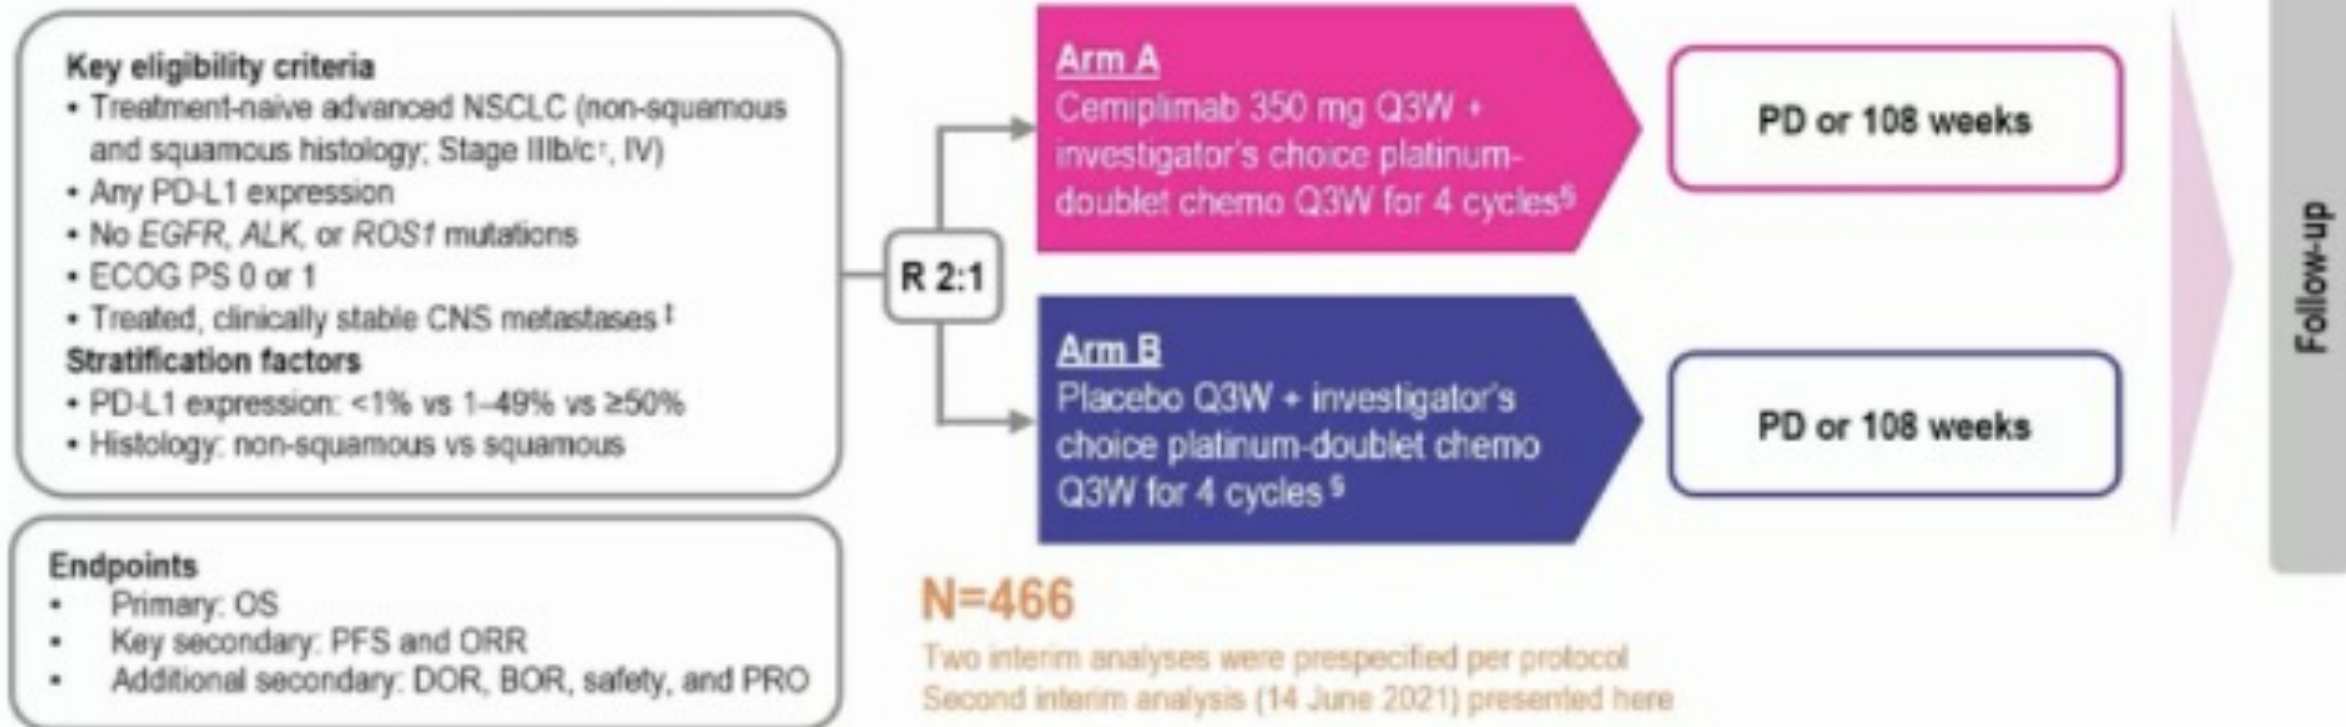 Key eligibility criteria
• Treatment-naive advanced NSCLC (non-squamous
and squamous histology; Stage IIIb/c†, IV)
• Any PD-L1 expression
• No EGFR, ALK, or ROS1 mutations
• ECOG PS 0 or 1
• Treated, clinically stable CNS metastases ‡
Stratification factors
• PD-L1 expression: <1% vs 1–49% vs ≥50%
• Histology: non-squamous vs squamous
Endpoints
• Primary: OS
• Key secondary: PFS and ORR
• Additional secondary: DOR, BOR, safety, and PRO
R 2:1
Arm A
Cemiplimab 350 mg Q3W +
investigator's choice platinum-
doublet chemo Q3W for 4 cycles§
PD or 108 weeks
Arm B
Placebo Q3W + investigator's
choice platinum-doublet chemo
Q3W for 4 cycles §
PD or 108 weeks
Follow-up
N=466
Two interim analyses were prespecified per protocol
Second interim analysis (14 June 2021) presented here